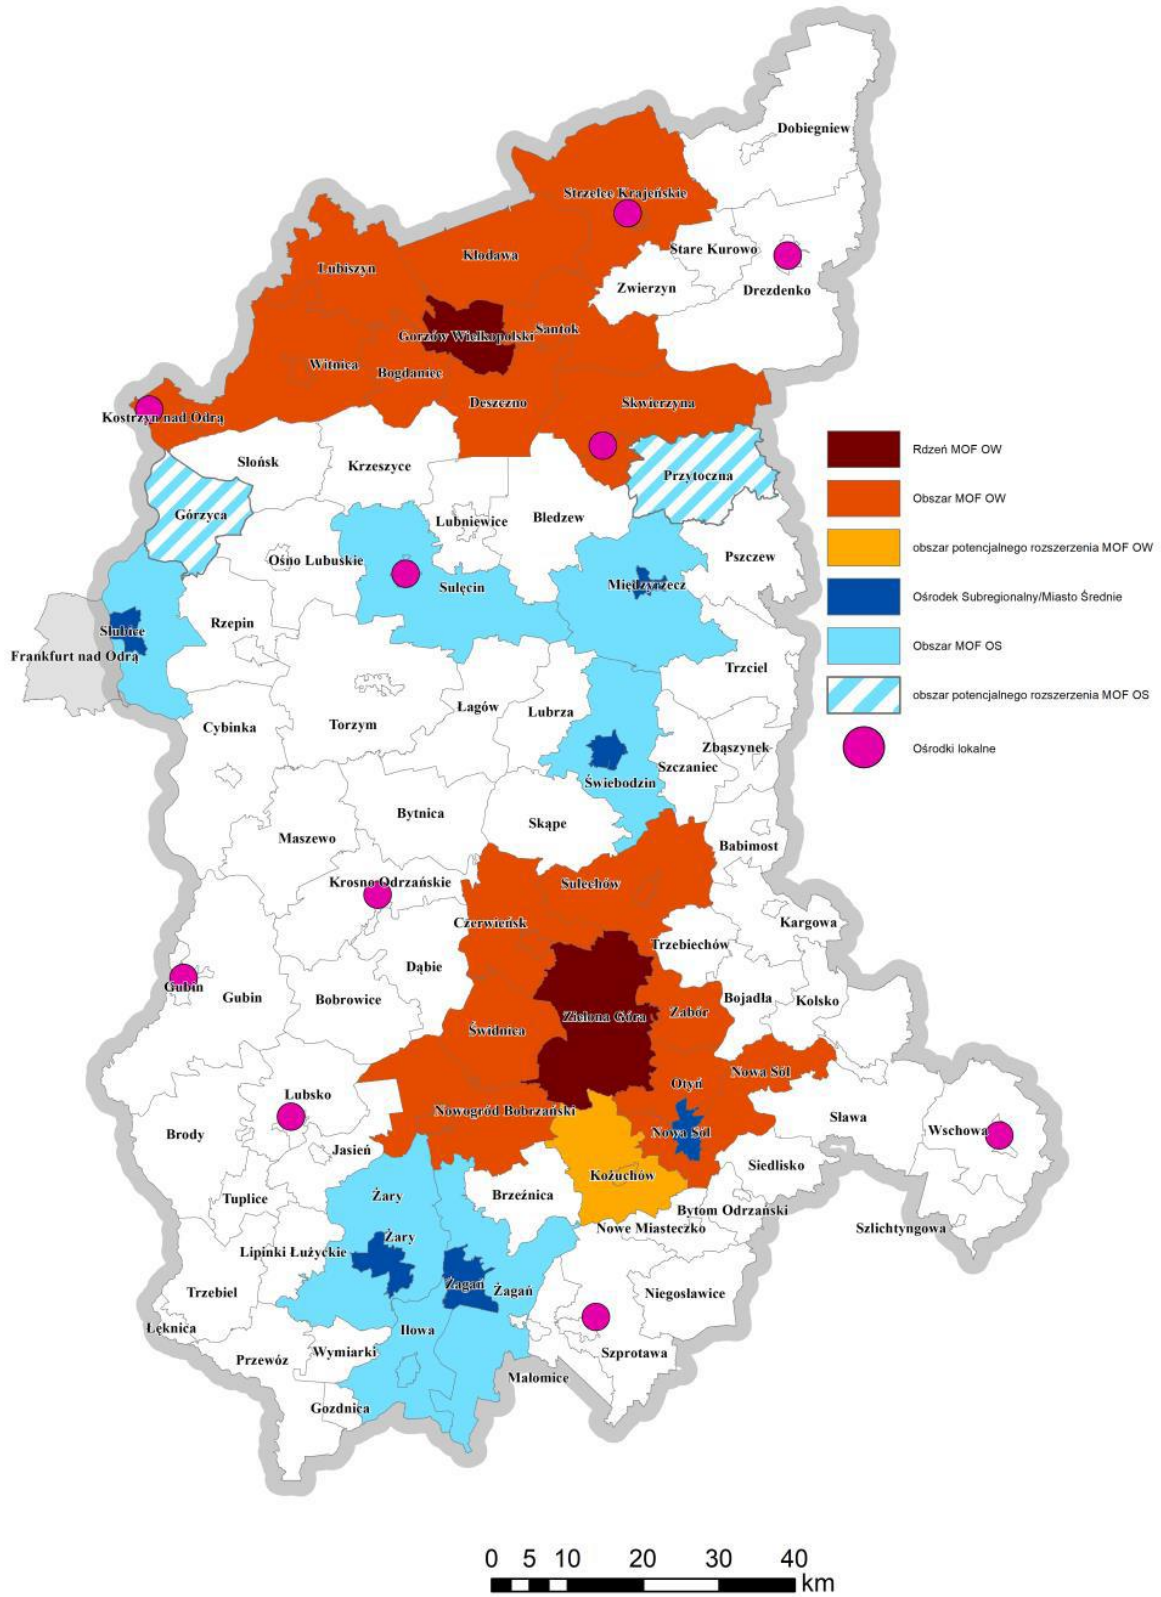 Dobiegniew
Strzelce Krajeńskie
Stare Kurowo
Kłodawa
Lubiszyn
Zwierzyn
Drezdenko
Santok
Gorzów Wielkopolski
Witnica
Bogdaniec
Deszczno
Skwierzyna
Kostrzyn nad Odrą
Słońsk
Krzeszyce
Przytoczna
Górzyca
Lubniewice
Bledzew
Ośno Lubuskie
Pszczew
Sulęcin
Międzyrzecz
Słubice
Rzepin
Frankfurt nad Odrą
Trzciel
Łagów
Lubrza
Cybinka
Torzym
Zbąszynek
Szczaniec
Świebodzin
Bytnica
Skąpe
Maszewo
Babimost
Krosno Odrzańskie
Sulechów
Czerwieńsk
Kargowa
Trzebiechów
Dąbie
Gubin
Gubin
Bobrowice
Bojadła
Kolsko
Zabór
Zielona Góra
Świdnica
Otyń
Nowa Sól
Lubsko
Nowogród Bobrzański
Sława
Brody
Nowa Sól
Wschowa
Jasień
Siedlisko
Kożuchów
Żary
Brzeźnica
Tuplice
Bytom Odrzański
Nowe Miasteczko
Szlichtyngowa
Żary
Lipinki Łużyckie
Żagań
Żagań
Trzebiel
Niegosławice
Łęknica
Iłowa
Wymiarki
Przewóz
Szprotawa
Małomice
Gozdnica
Rdzeń MOF OW
Obszar MOF OW
obszar potencjalnego rozszerzenia MOF OW
Ośrodek Subregionalny/Miasto Średnie
Obszar MOF OS
obszar potencjalnego rozszerzenia MOF OS
Ośrodki lokalne
0 5 10 20 30 40
km